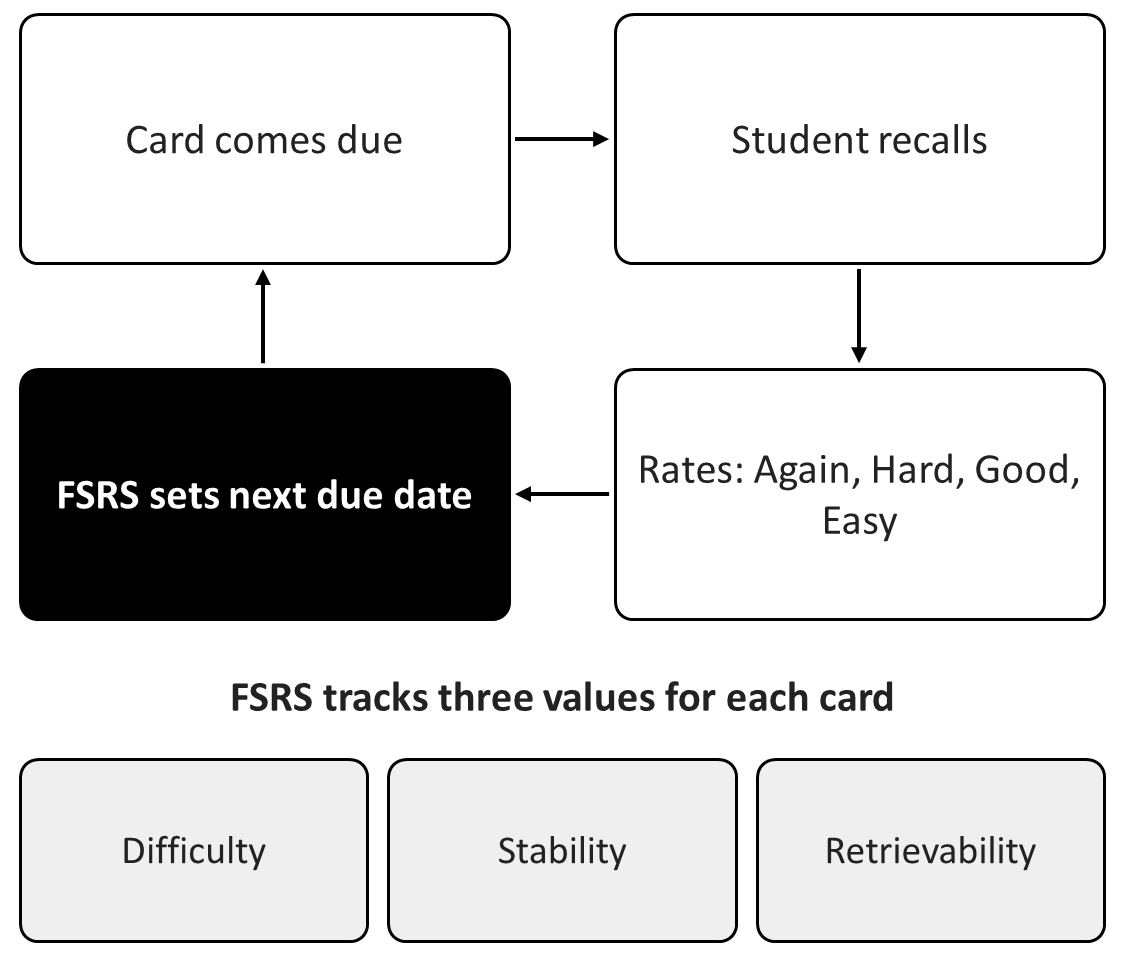 Card comes due
Student recalls
FSRS sets next due date
Rates: Again, Hard, Good,
Easy
FSRS tracks three values for each card
Difficulty
Stability
Retrievability